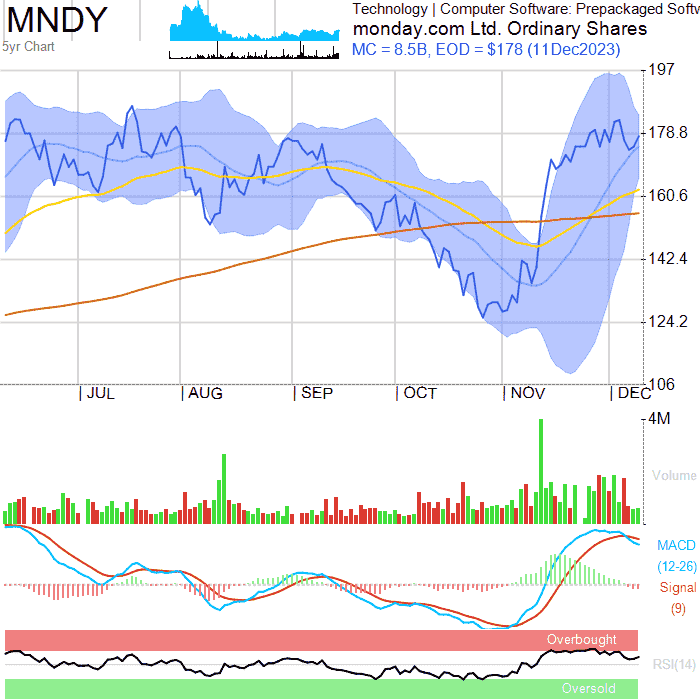 MNDY
5yr Chart
Technology | Computer Software: Prepackaged Softw
monday.com Ltd. Ordinary Shares
MC = 8.5B, EOD = $178 (11Dec2023)
197
178.8
160.6
142.4
124.2
106
JUL
AUG
SEP
OCT
NOV
DEC
4M
Volume
MACD
(12-26)
Signal
(9)
Overbought
RSI(14)
Oversold